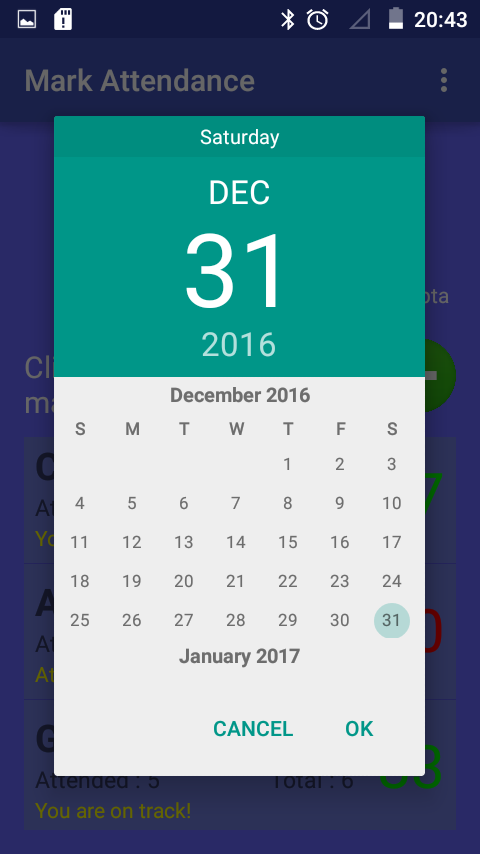 20:43
Mark Attendance
Saturday
DEC
31
2016
December 2016
S M T W T F S
1 2 3
4 5 6 7 8 9 10
11 12 13 14 15 16 17
18 19 20 21 22 23 24
25 26 27 28 29 30 31
January 2017
CANCEL OK
Attended : 5 Total : 6
You are on track!